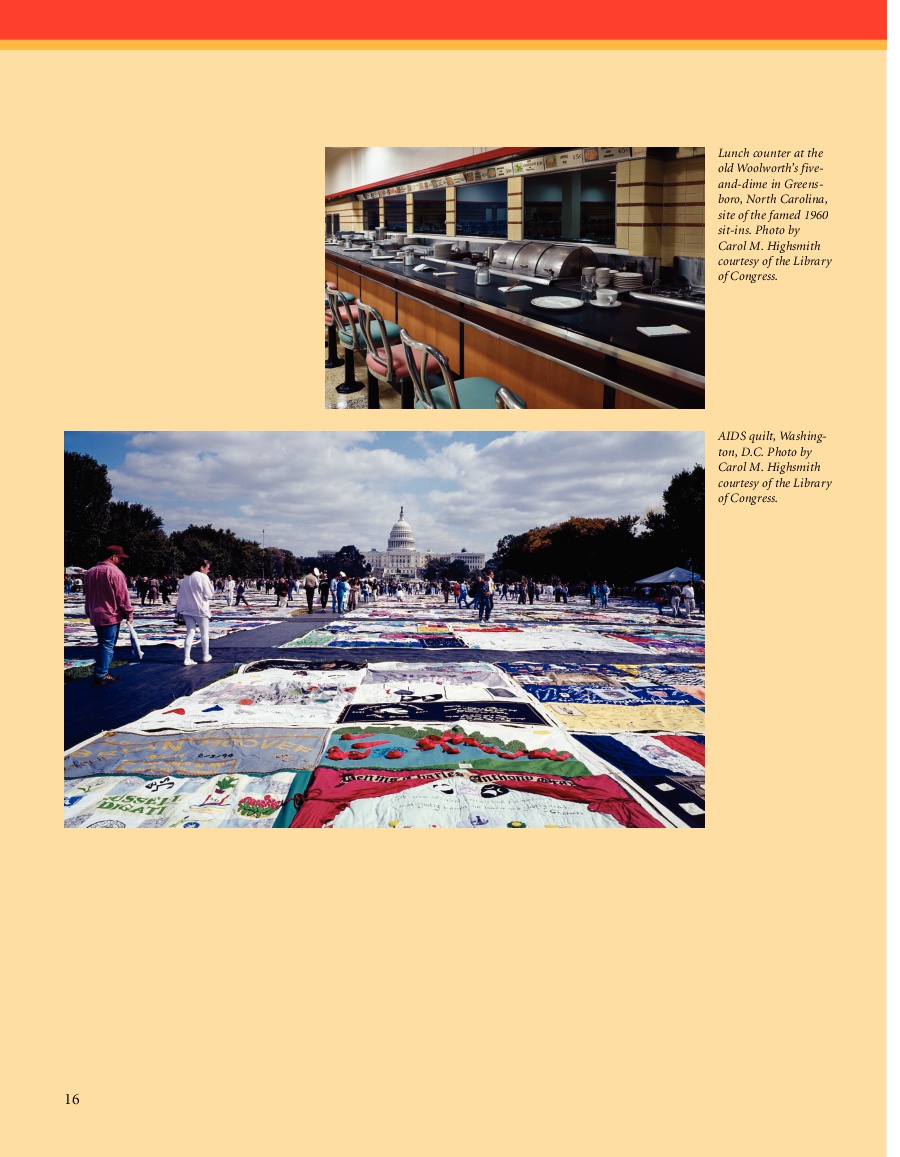 Lunch counter at the
old Woolworth's five-
and-dime in Greens-
boro, North Carolina,
site of the famed 1960
sit-ins. Photo by
Carol M. Highsmith
courtesy of the Library
of Congress.
AIDS quilt, Washing-
ton, D.C. Photo by
Carol M. Highsmith
courtesy of the Library
of Congress.
16